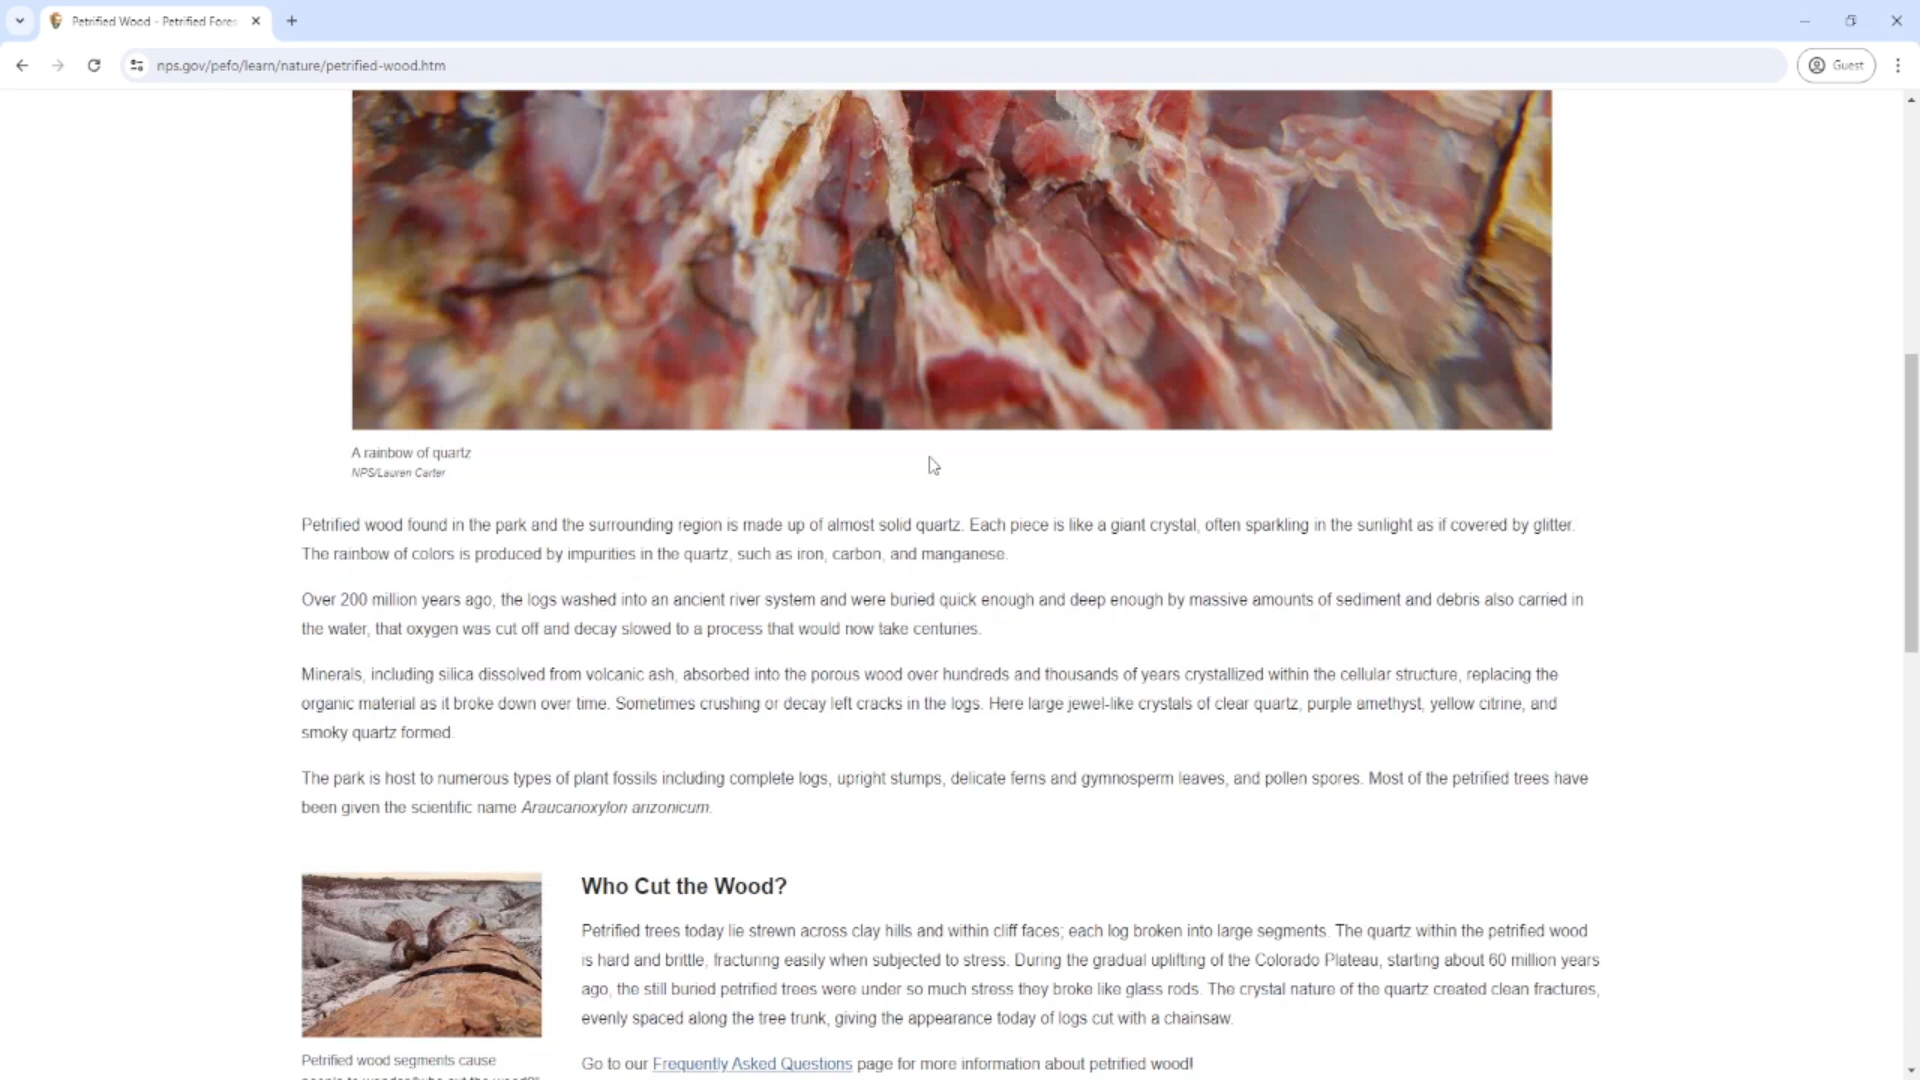 Petrified Wood - Petrified Fores
nps.gov/pefo/learn/nature/petrified-wood.htm
Guest
A rainbow of quartz
NPS/Lauren Carter
Petrified wood found in the park and the surrounding region is made up of almost solid quartz. Each piece is like a giant crystal, often sparkling in the sunlight as if covered by glitter.
The rainbow of colors is produced by impurities in the quartz, such as iron, carbon, and manganese.
Over 200 million years ago, the logs washed into an ancient river system and were buried quick enough and deep enough by massive amounts of sediment and debris also carried in
the water, that oxygen was cut off and decay slowed to a process that would now take centuries.
Minerals, including silica dissolved from volcanic ash, absorbed into the porous wood over hundreds and thousands of years crystallized within the cellular structure, replacing the
organic material as it broke down over time. Sometimes crushing or decay left cracks in the logs. Here large jewel-like crystals of clear quartz, purple amethyst, yellow citrine, and
smoky quartz formed.
The park is host to numerous types of plant fossils including complete logs, upright stumps, delicate ferns and gymnosperm leaves, and pollen spores. Most of the petrified trees have
been given the scientific name Araucarioxylon arizonicum.
Who Cut the Wood?
Petrified trees today lie strewn across clay hills and within cliff faces; each log broken into large segments. The quartz within the petrified wood
is hard and brittle, fracturing easily when subjected to stress. During the gradual uplifting of the Colorado Plateau, starting about 60 million years
ago, the still buried petrified trees were under so much stress they broke like glass rods. The crystal nature of the quartz created clean fractures,
evenly spaced along the tree trunk, giving the appearance today of logs cut with a chainsaw.
Petrified wood segments cause
Go to our Frequently Asked Questions page for more information about petrified wood!